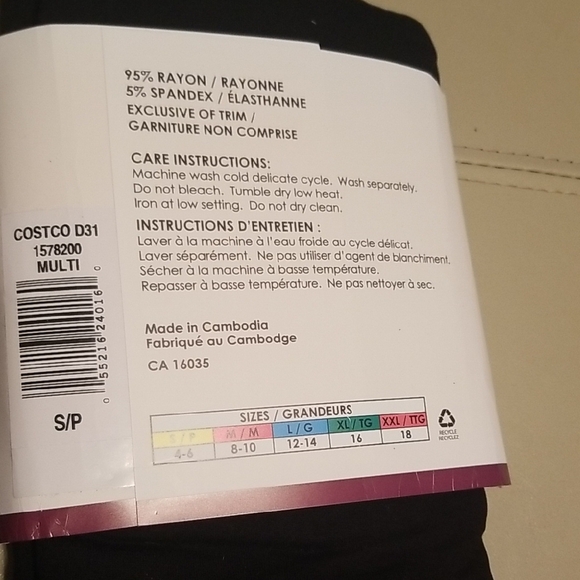 95% RAYON / RAYONNE
5% SPANDEX / ÉLASTHANNE
EXCLUSIVE OF TRIM /
GARNITURE NON COMPRISE
CARE INSTRUCTIONS:
Machine wash cold delicate cycle. Wash separately.
Do not bleach. Tumble dry low heat.
Iron at low setting. Do not dry clean.
INSTRUCTIONS D'ENTRETIEN :
Laver à la machine à l'eau froide au cycle délicat.
Laver séparément. Ne pas utiliser d'agent de blanchiment.
Sécher à la machine à basse température.
Repasser à basse température. Ne pas nettoyer à sec.
Made in Cambodia
Fabriqué au Cambodge
CA 16035
COSTCO D31
1578200
MULTI
0 55216 24016 0
S/P
SIZES / GRANDEURS
S / P M / M L / G XL / TG XXL / TTG
4-6 8-10 12-14 16 18
RECYCLE
RECYCLEZ